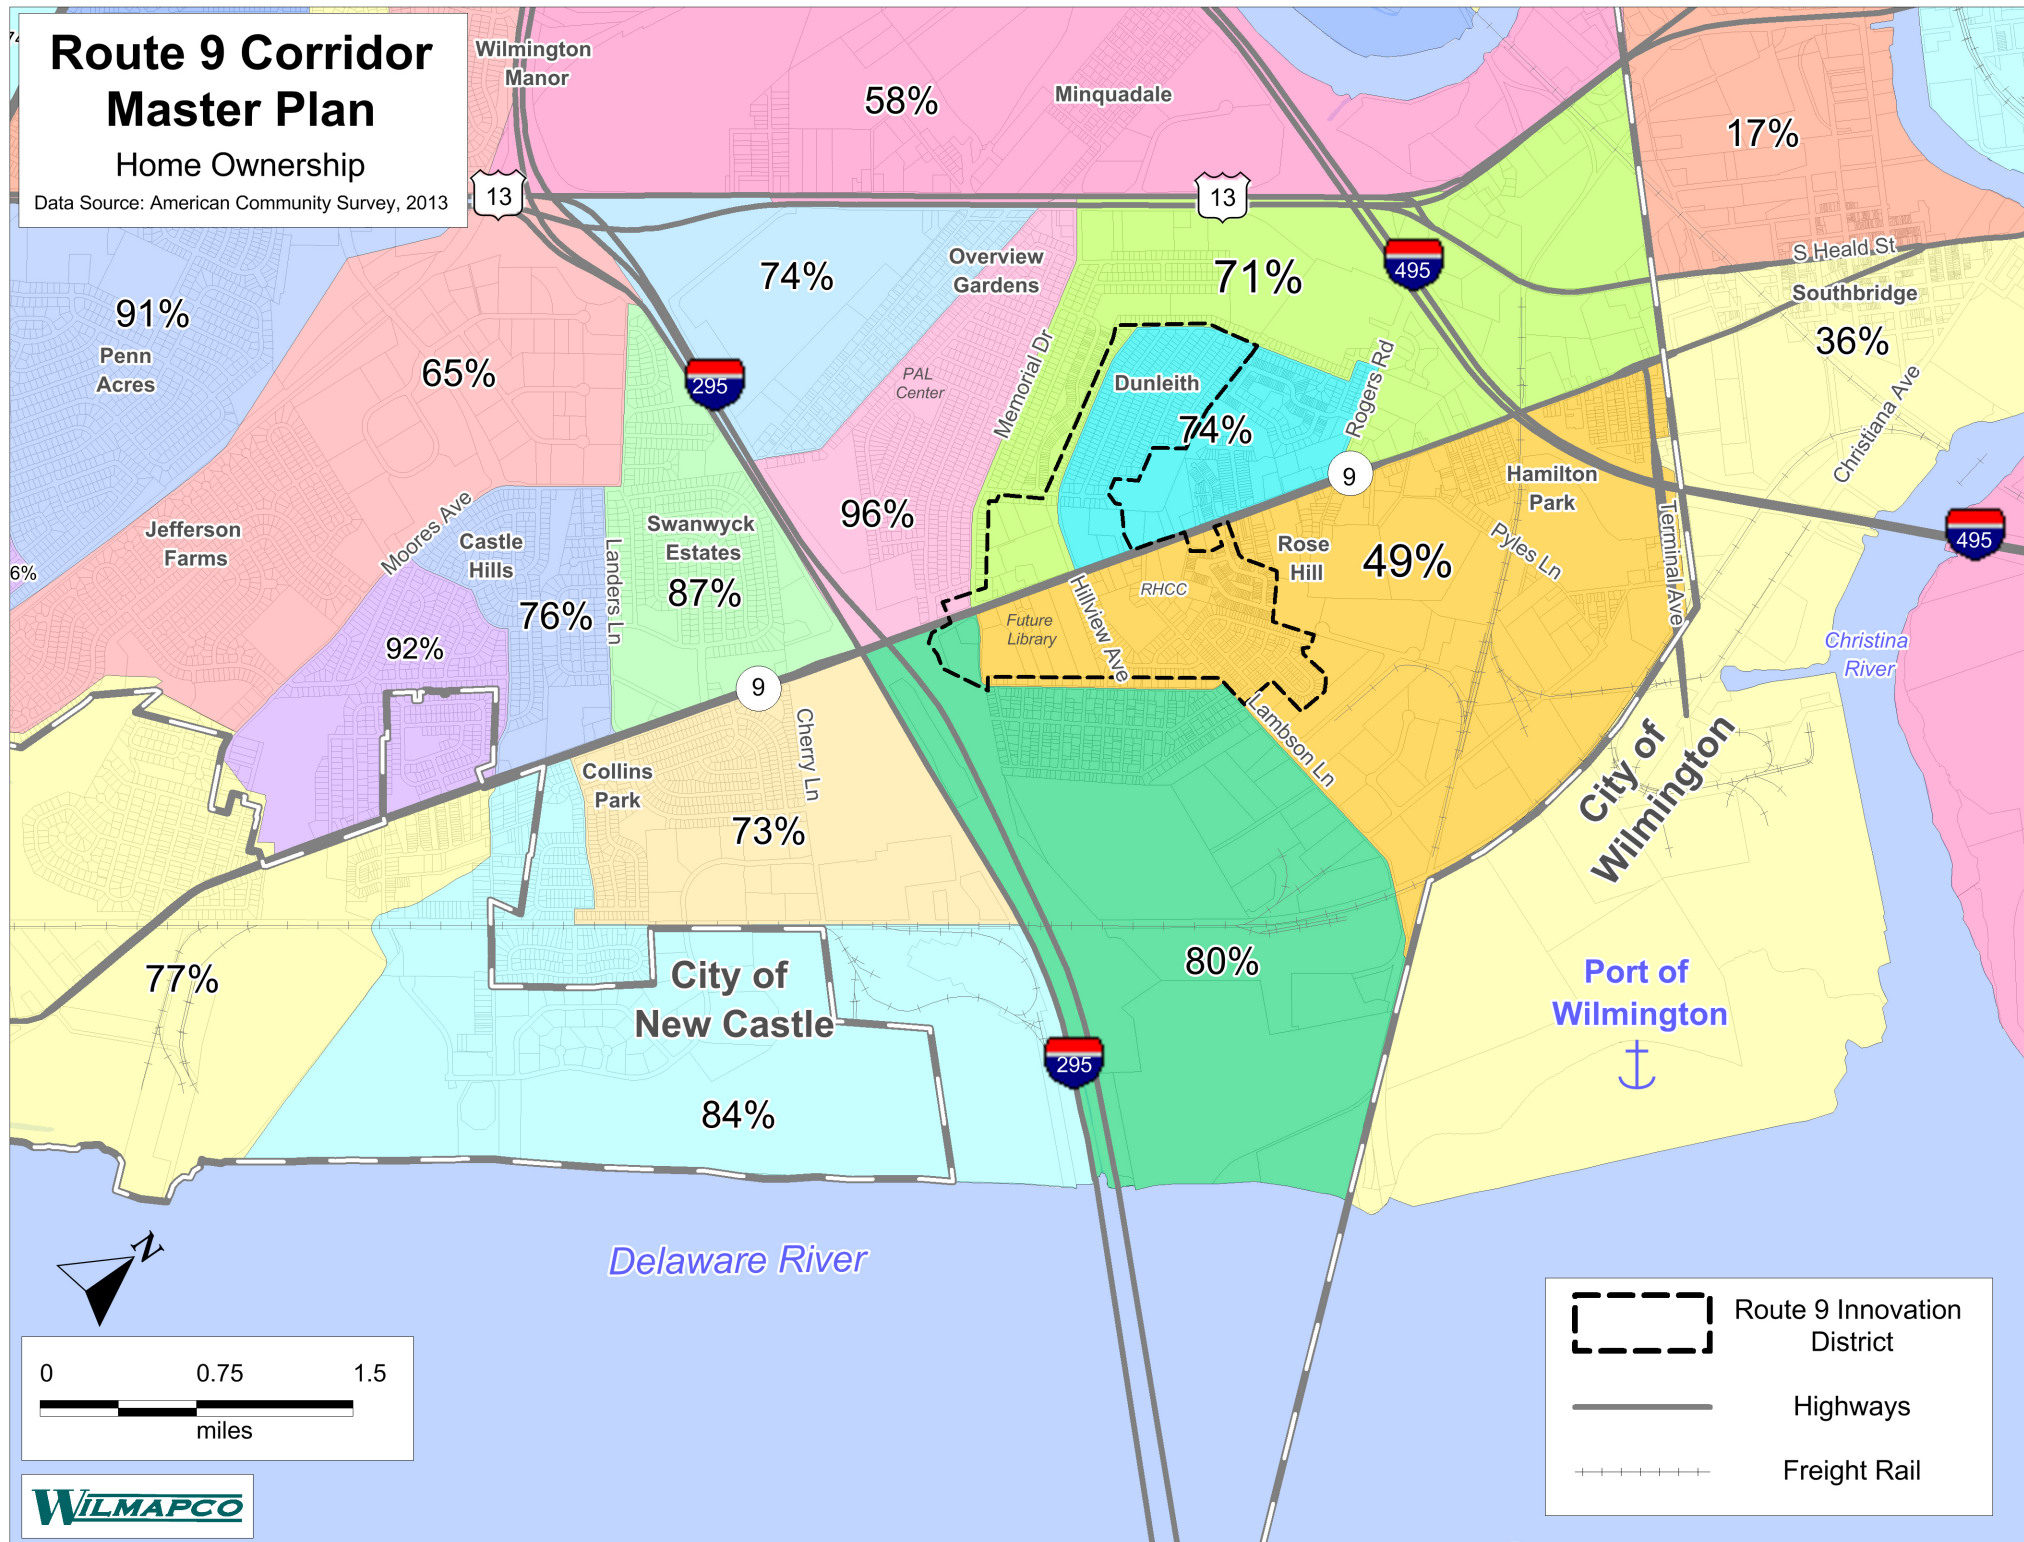 Route 9 Corridor
Master Plan
Home Ownership
Data Source: American Community Survey, 2013
Wilmington
Manor
58%
Minquadale
17%
13
13
495
S Heald St
Southbridge
36%
Christiana Ave
91%
Penn
Acres
65%
74%
Overview
Gardens
71%
295
PAL
Center
Memorial Dr
Dunleith
74%
Rogers Rd
9
Hamilton
Park
Jefferson
Farms
Moores Ave
Castle
Hills
76%
Landers Ln
Swanwyck
Estates
87%
96%
Rose
Hill
49%
Pyles Ln
Terminal Ave
495
6%
92%
RHCC
Future
Library
Hillview Ave
Christina
River
9
Cherry Ln
Lambson Ln
City of
Wilmington
Collins
Park
73%
77%
City of
New Castle
80%
Port of
Wilmington
295
84%
Delaware River
N
0 0.75 1.5
miles
WILMAPCO
Route 9 Innovation
District
Highways
Freight Rail